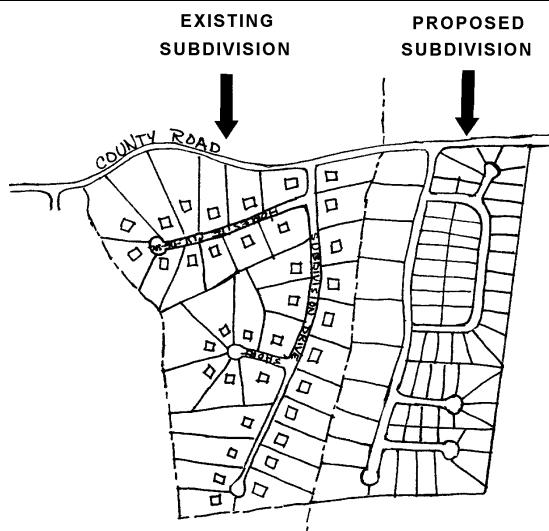 EXISTING
SUBDIVISION
PROPOSED
SUBDIVISION
COUNTY ROAD
SUBDIVISION DRIVE